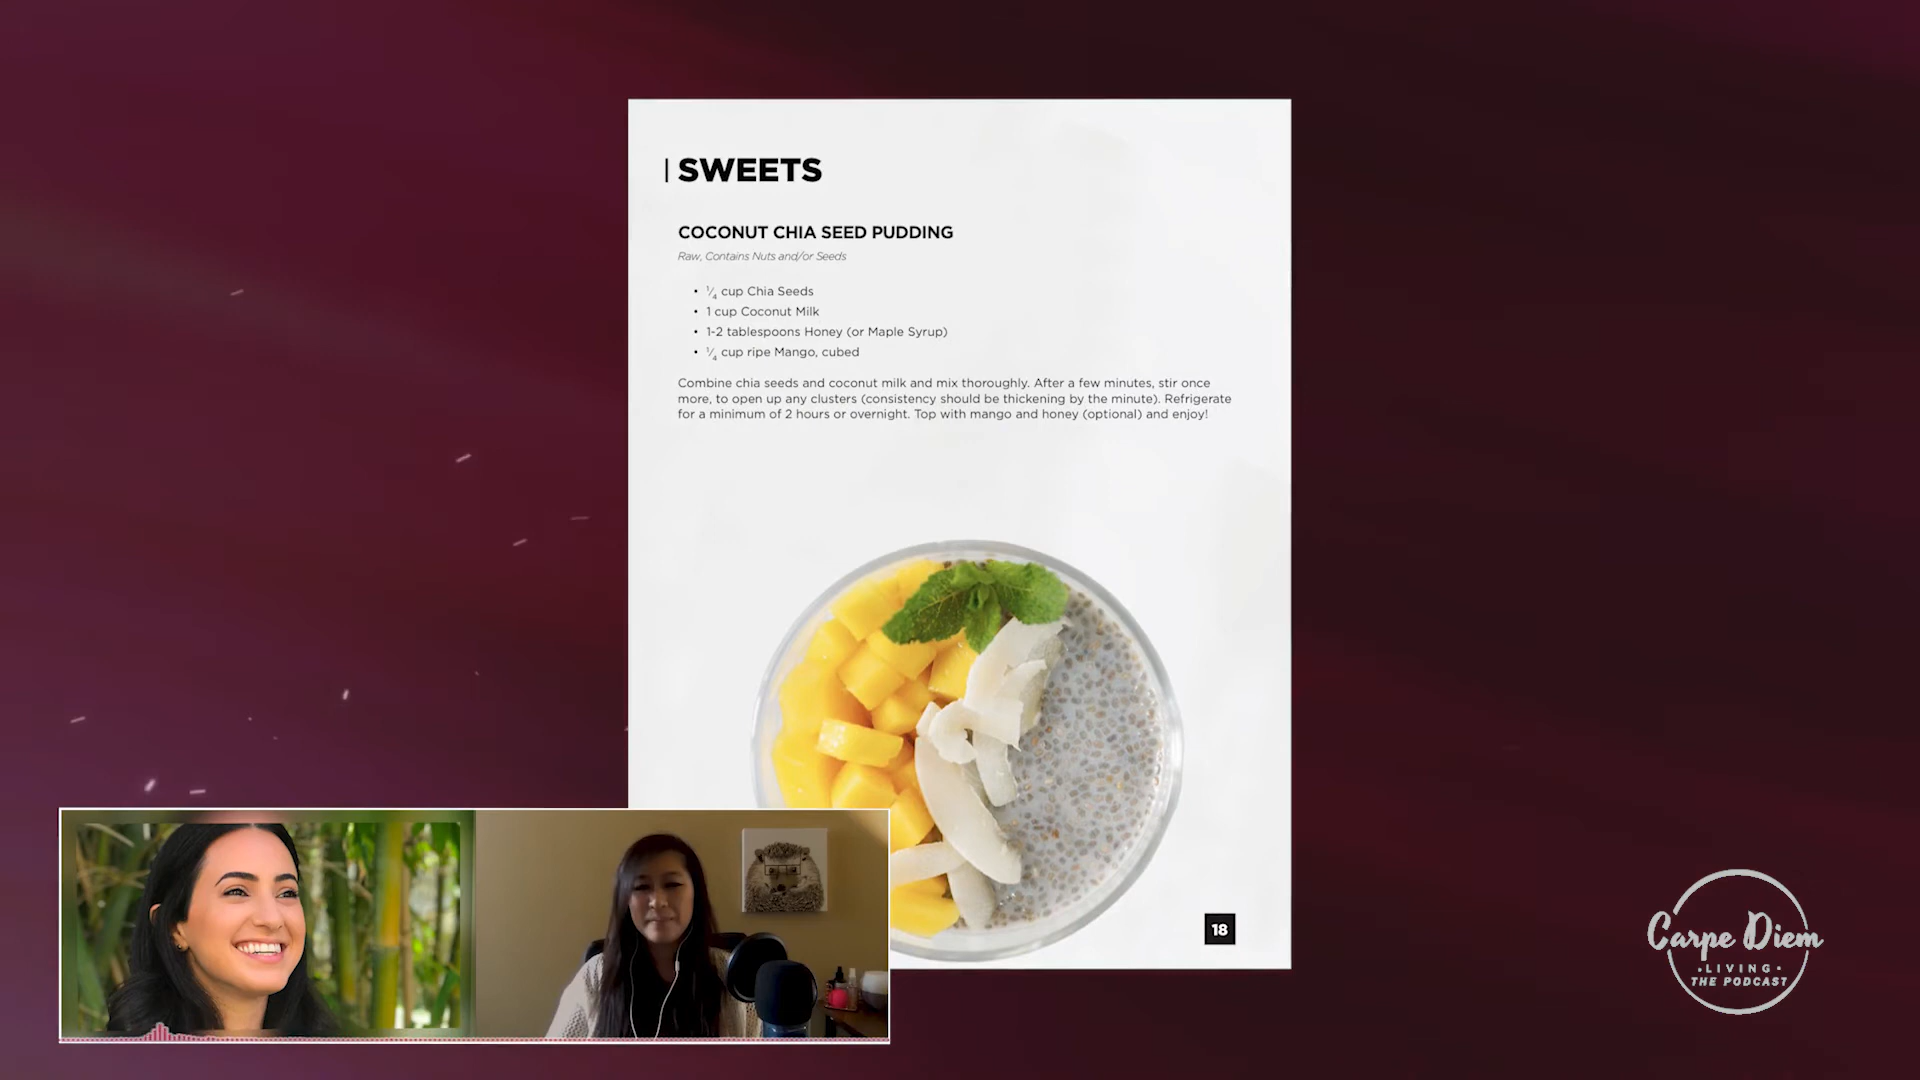 | SWEETS
COCONUT CHIA SEED PUDDING
Raw, Contains Nuts and/or Seeds
• 1/4 cup Chia Seeds
• 1 cup Coconut Milk
• 1-2 tablespoons Honey (or Maple Syrup)
• 1/4 cup ripe Mango, cubed
Combine chia seeds and coconut milk and mix thoroughly. After a few minutes, stir once
more, to open up any clusters (consistency should be thickening by the minute). Refrigerate
for a minimum of 2 hours or overnight. Top with mango and honey (optional) and enjoy!
18
Carpe Diem
• LIVING •
THE PODCAST